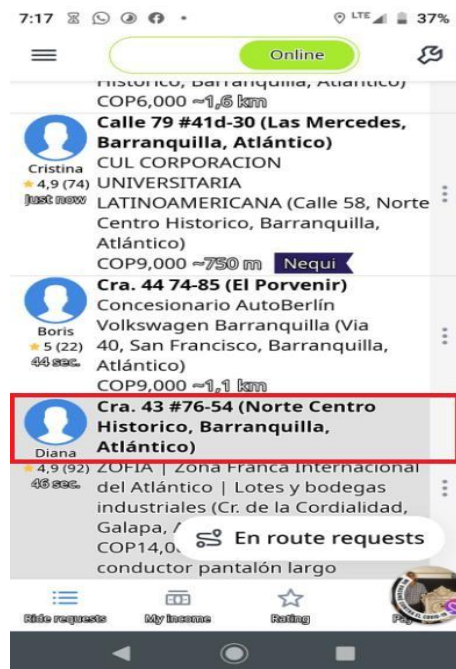 7:17 37%
LTE
Online
Historico, Barranquilla, Atlántico)
COP6,000 ~1,6 km
Calle 79 #41d-30 (Las Mercedes,
Barranquilla, Atlántico)
Cristina
4,9 (74)
Just now
CUL CORPORACION
UNIVERSITARIA
LATINOAMERICANA (Calle 58, Norte
Centro Historico, Barranquilla,
Atlántico)
COP9,000 ~750 m Nequi
Cra. 44 74-85 (El Porvenir)
Boris
5 (22)
44 sec.
Concesionario AutoBerlín
Volkswagen Barranquilla (Via
40, San Francisco, Barranquilla,
Atlántico)
COP9,000 ~1,1 km
Cra. 43 #76-54 (Norte Centro
Historico, Barranquilla,
Atlántico)
Diana
4,9 (92)
46 sec.
ZOFIA | Zona Franca Internacional
del Atlántico | Lotes y bodegas
industriales (Cr. de la Cordialidad,
Galapa,
En route requests
conductor pantalón largo
Ride requests My income Rating